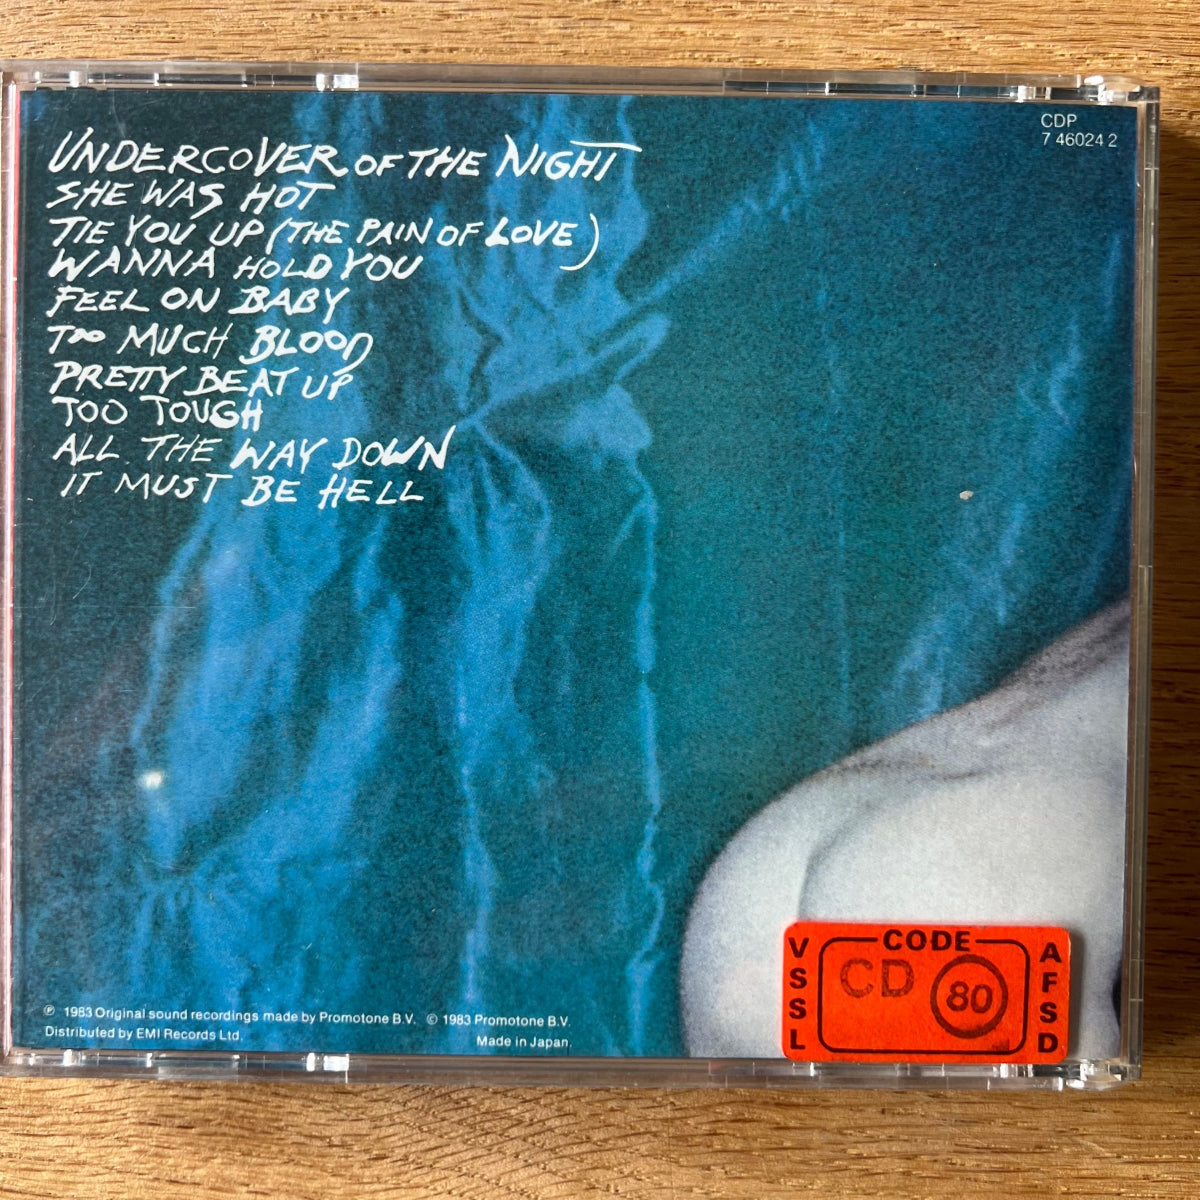 CDP
7 46024 2
UNDERCOVER OF THE NIGHT
SHE WAS HOT
TIE YOU UP (THE PAIN OF LOVE)
WANNA HOLD YOU
FEEL ON BABY
TOO MUCH BLOOD
PRETTY BEAT UP
TOO TOUGH
ALL THE WAY DOWN
IT MUST BE HELL
℗ 1983 Original sound recordings made by Promotone B.V. © 1983 Promotone B.V.
Distributed by EMI Records Ltd.
Made in Japan.
VSSL
CODE
CD 80
AFSD